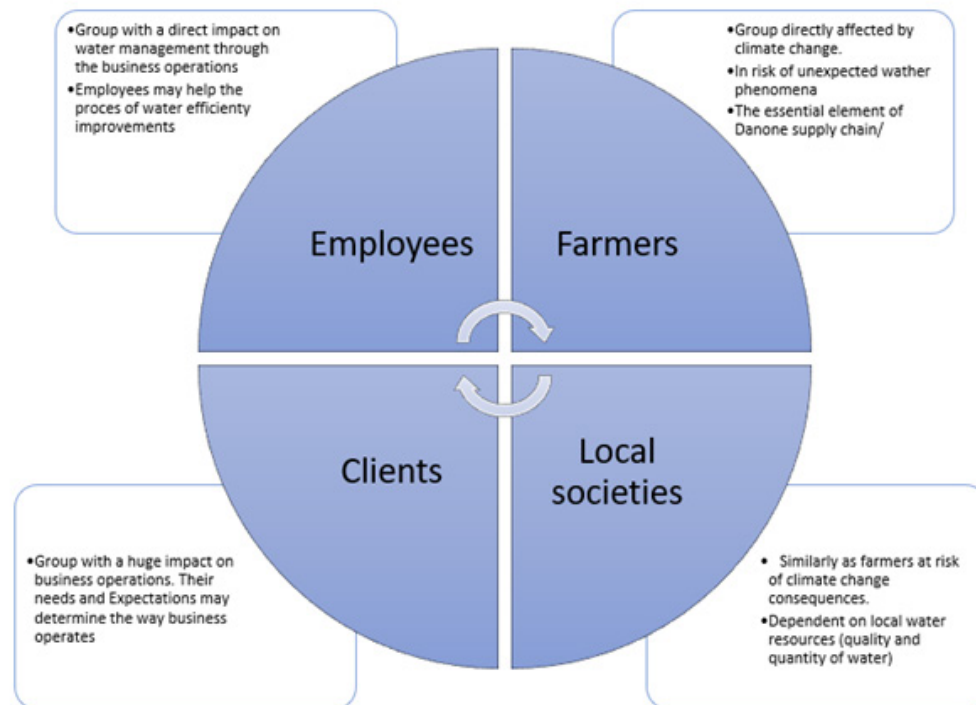 •Group with a direct impact on
water management through
the business operations
•Employees may help the
proces of water efficienty
improvements
•Group directly affected by
climate change.
•In risk of unexpected wather
phenomena
•The essential element of
Danone supply chain/
Employees
Farmers
Clients
Local
societies
•Group with a huge impact on
business operations. Their
needs and Expectations may
determine the way business
operates
• Similarly as farmers at risk
of climate change
consequences.
•Dependent on local water
resources (quality and
quantity of water)